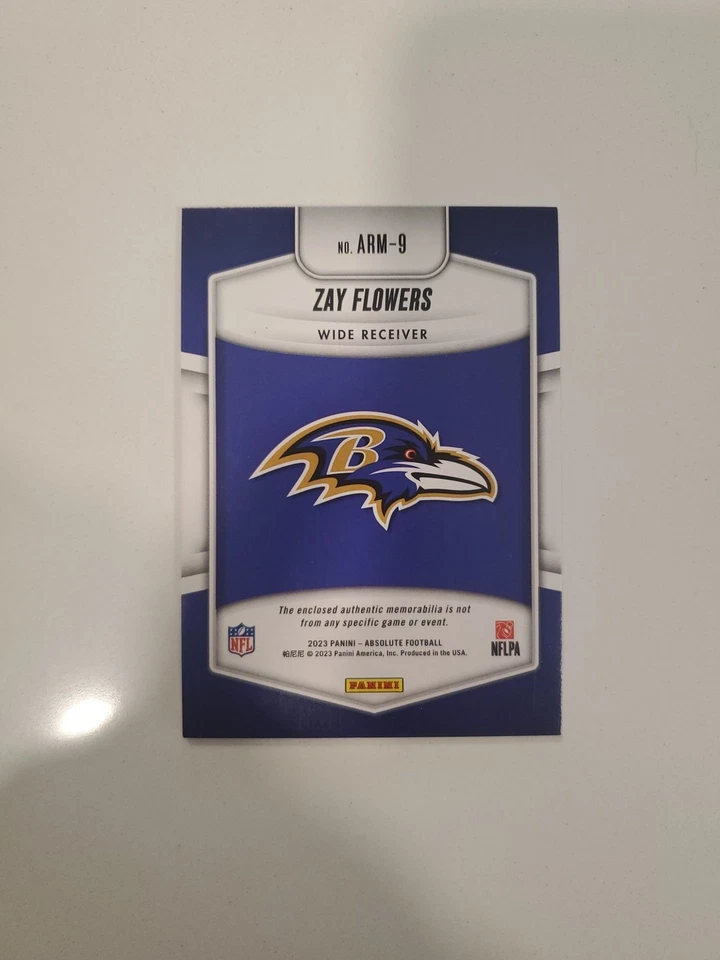 NO. ARM-9
ZAY FLOWERS
WIDE RECEIVER
B
The enclosed authentic memorabilia is not
from any specific game or event.
2023 PANINI – ABSOLUTE FOOTBALL
帕尼尼 © 2023 Panini America, Inc. Produced in the USA.
NFL
NFLPA
PANINI